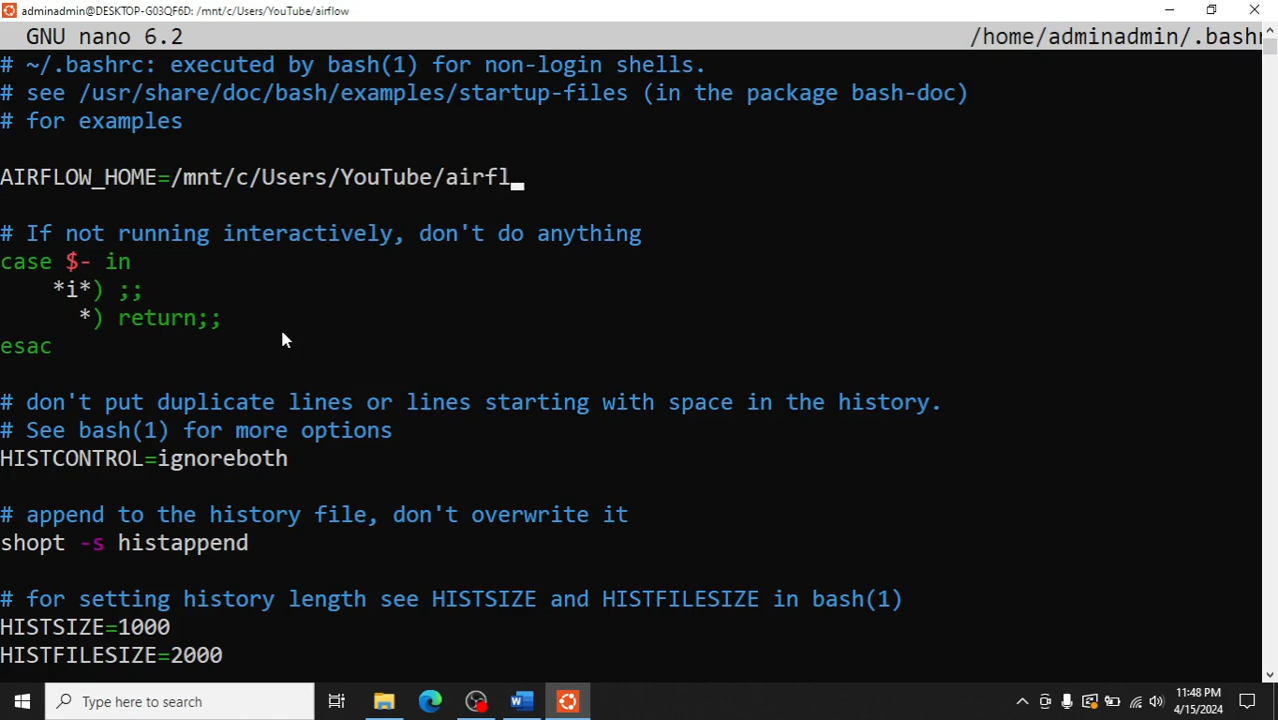 adminadmin@DESKTOP-G03QF6D: /mnt/c/Users/YouTube/airflow
GNU nano 6.2 /home/adminadmin/.bashr
# ~/.bashrc: executed by bash(1) for non-login shells.
# see /usr/share/doc/bash/examples/startup-files (in the package bash-doc)
# for examples
AIRFLOW_HOME=/mnt/c/Users/YouTube/airfl
# If not running interactively, don't do anything
case $- in
*i*) ;;
*) return;;
esac
# don't put duplicate lines or lines starting with space in the history.
# See bash(1) for more options
HISTCONTROL=ignoreboth
# append to the history file, don't overwrite it
shopt -s histappend
# for setting history length see HISTSIZE and HISTFILESIZE in bash(1)
HISTSIZE=1000
HISTFILESIZE=2000
Type here to search
11:48 PM
4/15/2024